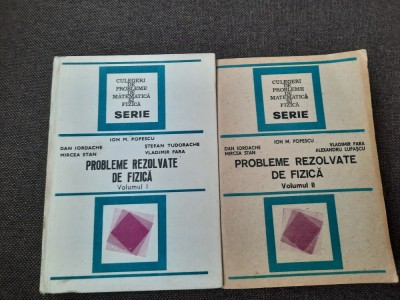 CULEGERI
DE
PROBLEME
DE
MATEMATICĂ
ȘI
FIZICĂ
SERIE
ION M. POPESCU
DAN IORDACHE ȘTEFAN TUDORACHE
MIRCEA STAN VLADIMIR FARA
PROBLEME REZOLVATE
DE FIZICĂ
Volumul I
CULEGERI
DE
PROBLEME
DE
MATEMATICĂ
ȘI
FIZICĂ
SERIE
ION M. POPESCU
DAN IORDACHE VLADIMIR FARA
MIRCEA STAN ALEXANDRU LUPAȘCU
PROBLEME REZOLVATE
DE FIZICĂ
Volumul II